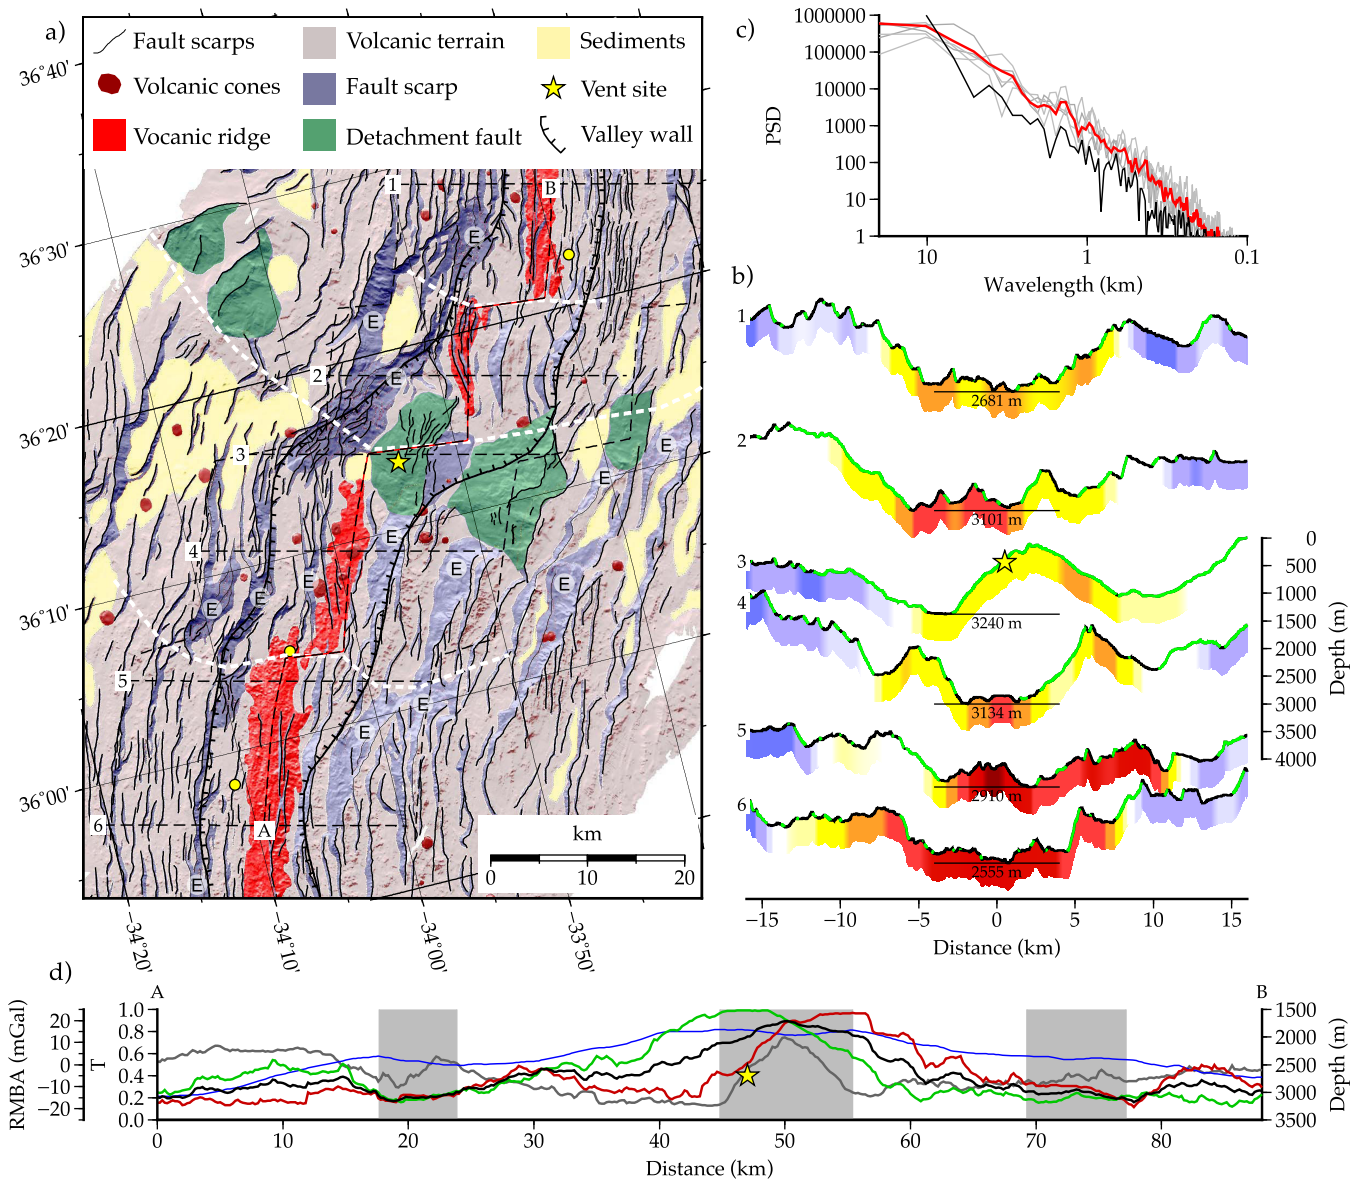 a)
Fault scarps
Volcanic terrain
Sediments
Volcanic cones
Fault scarp
Vent site
Vocanic ridge
Detachment fault
Valley wall
36°40'
36°30'
36°20'
36°10'
36°00'
1
B
E
E
E
2
3
E
E
E
4
E
E
E
E
E
5
E
E
6
A
E
km
0
10
20
−34°20'
−34°10'
−34°00'
−33°50'
c)
1000000
100000
10000
1000
100
10
1
PSD
10
1
0.1
Wavelength (km)
b)
1
2681 m
2
3101 m
3
3240 m
4
3134 m
5
2910 m
6
2555 m
0
500
1000
1500
2000
2500
3000
3500
4000
Depth (m)
−15
−10
−5
0
5
10
15
Distance (km)
d)
A
B
RMBA (mGal)
20
10
0
−10
−20
T
1.0
0.8
0.6
0.4
0.2
0.0
1500
2000
2500
3000
3500
Depth (m)
0
10
20
30
40
50
60
70
80
Distance (km)